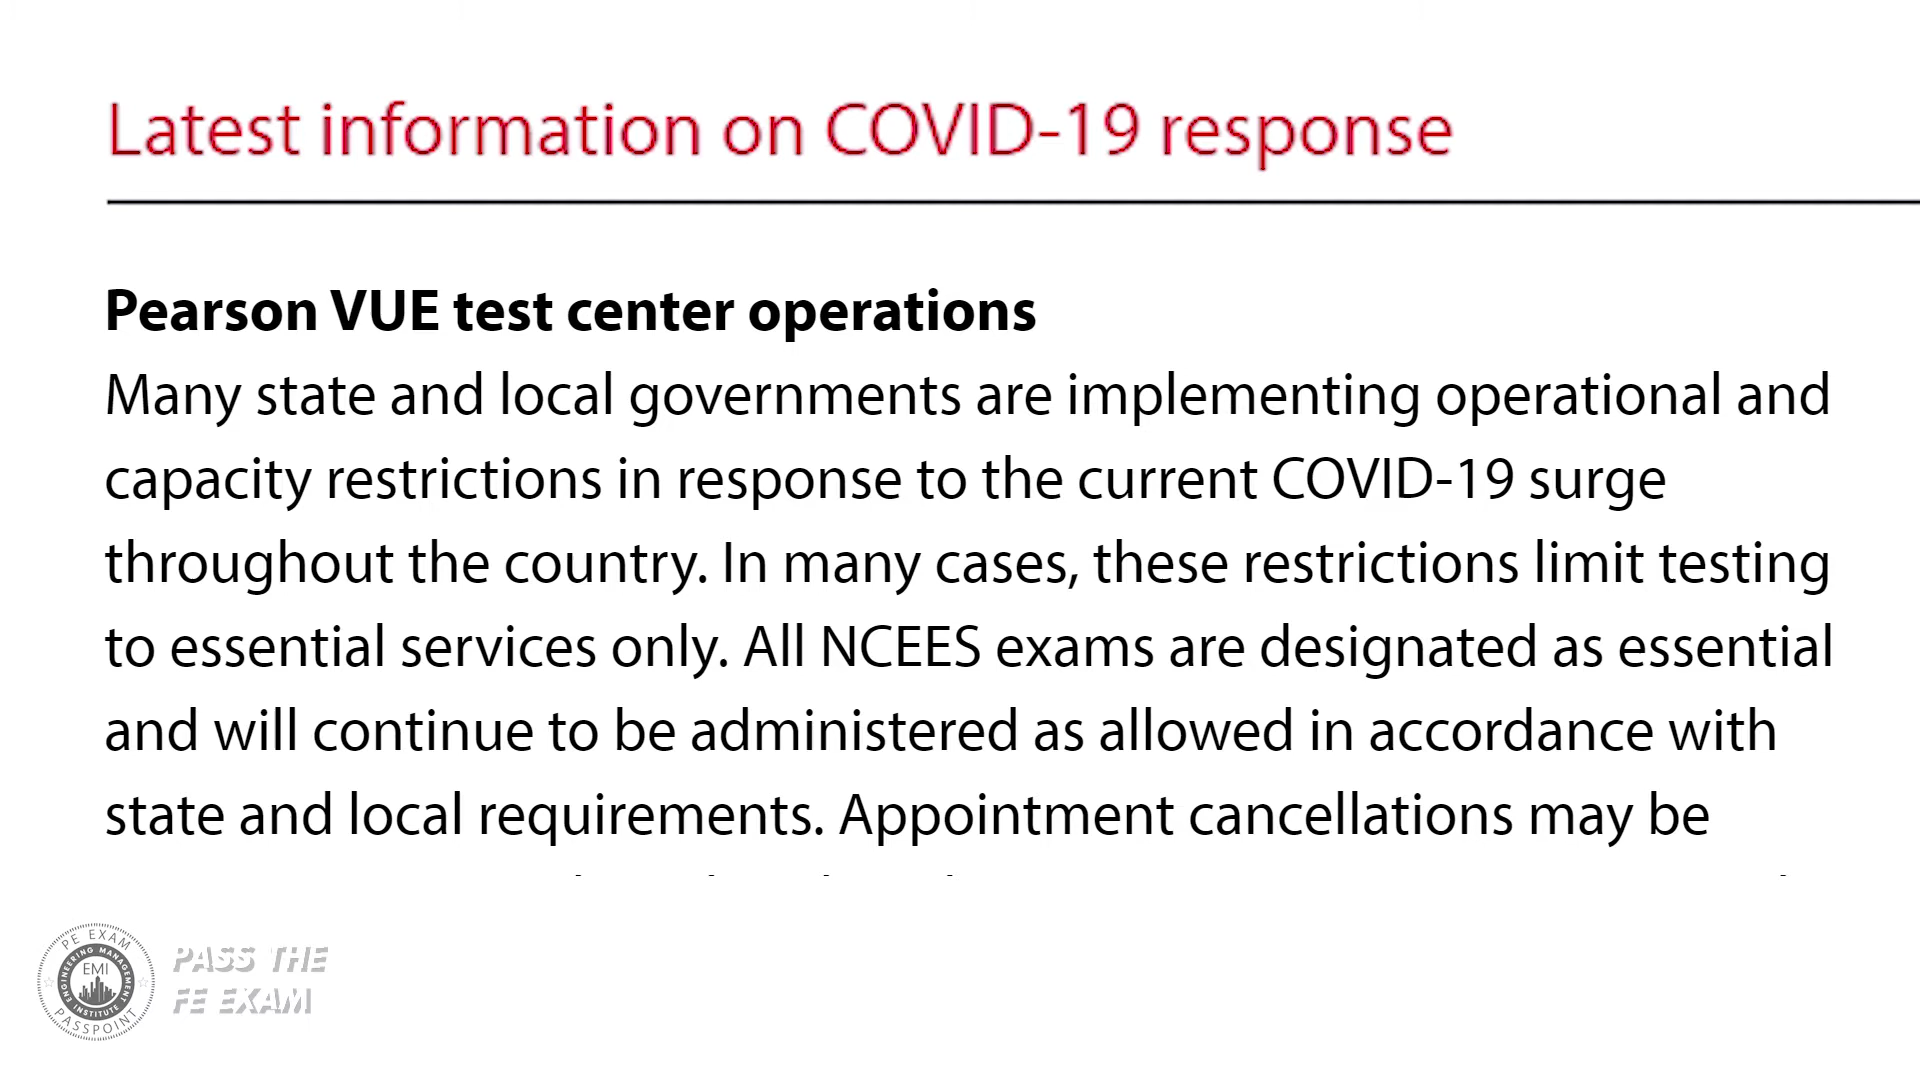 Latest information on COVID-19 response
Pearson VUE test center operations
Many state and local governments are implementing operational and
capacity restrictions in response to the current COVID-19 surge
throughout the country. In many cases, these restrictions limit testing
to essential services only. All NCEES exams are designated as essential
and will continue to be administered as allowed in accordance with
state and local requirements. Appointment cancellations may be
PE EXAM
ENGINEERING MANAGEMENT
EMI
INSTITUTE
PASSPOINT
PASS THE
FE EXAM